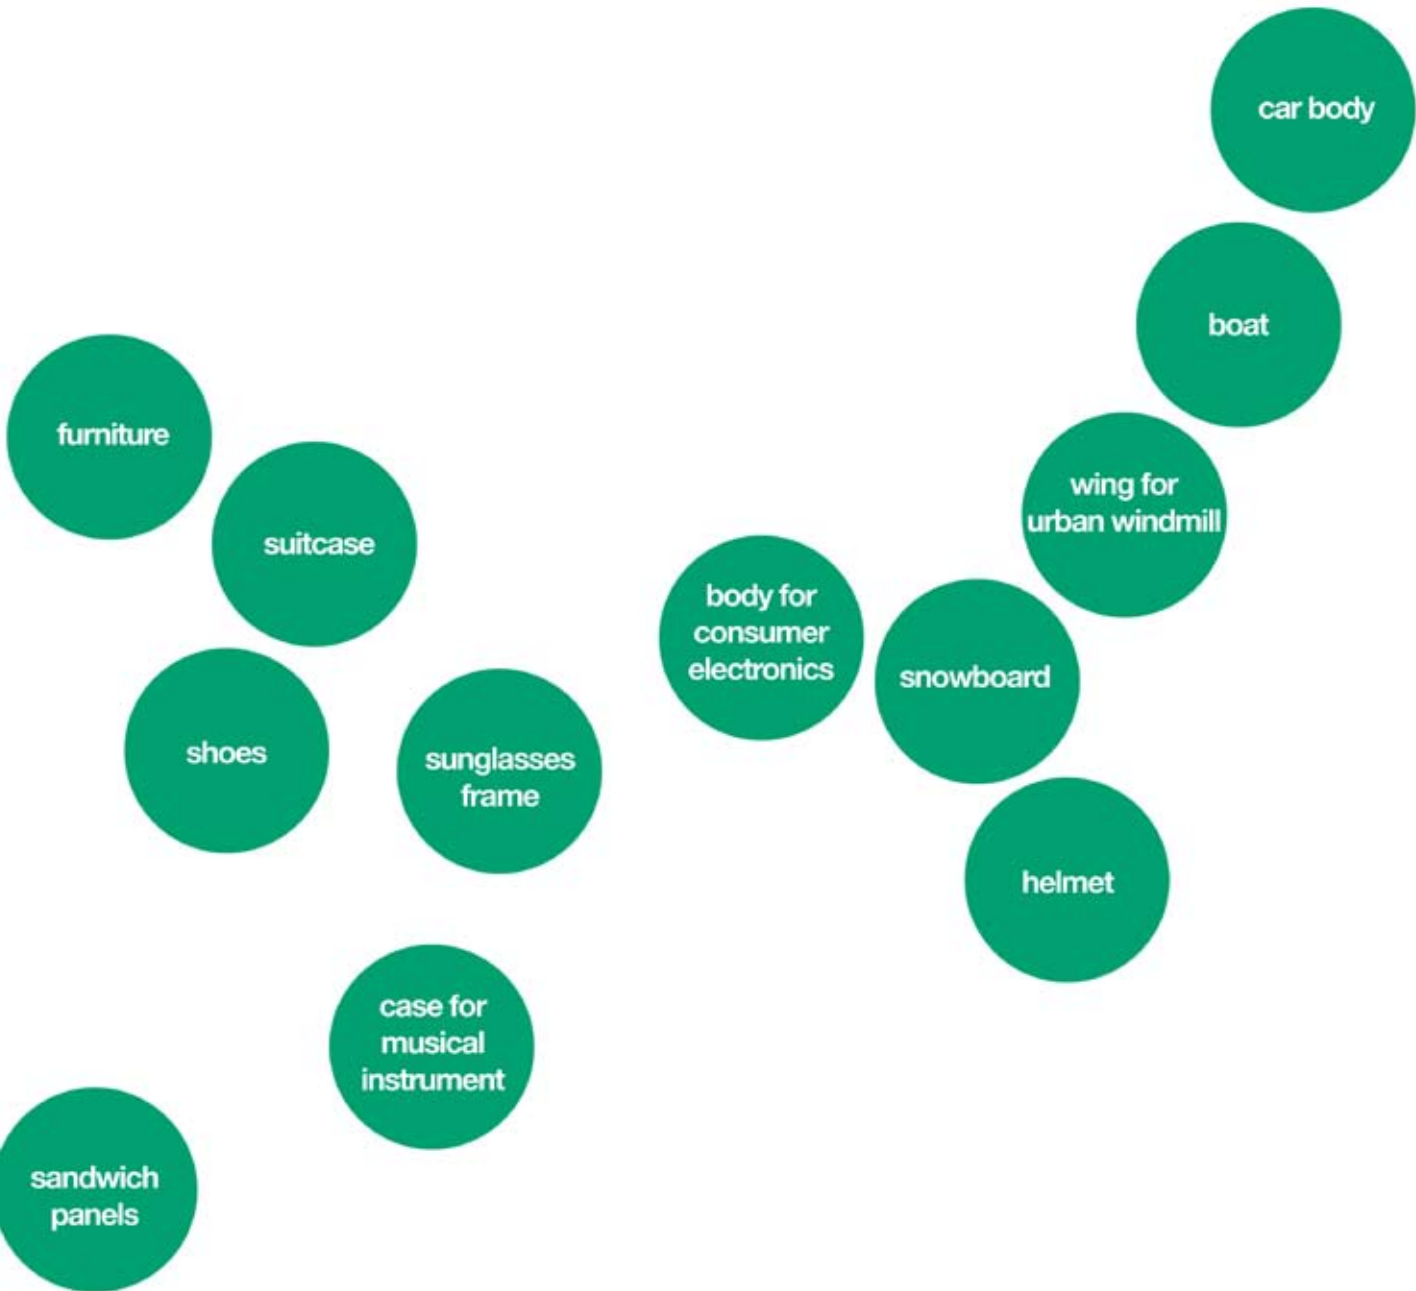 car body
boat
furniture
wing for
urban windmill
suitcase
body for
consumer
electronics
snowboard
shoes
sunglasses
frame
helmet
case for
musical
instrument
sandwich
panels